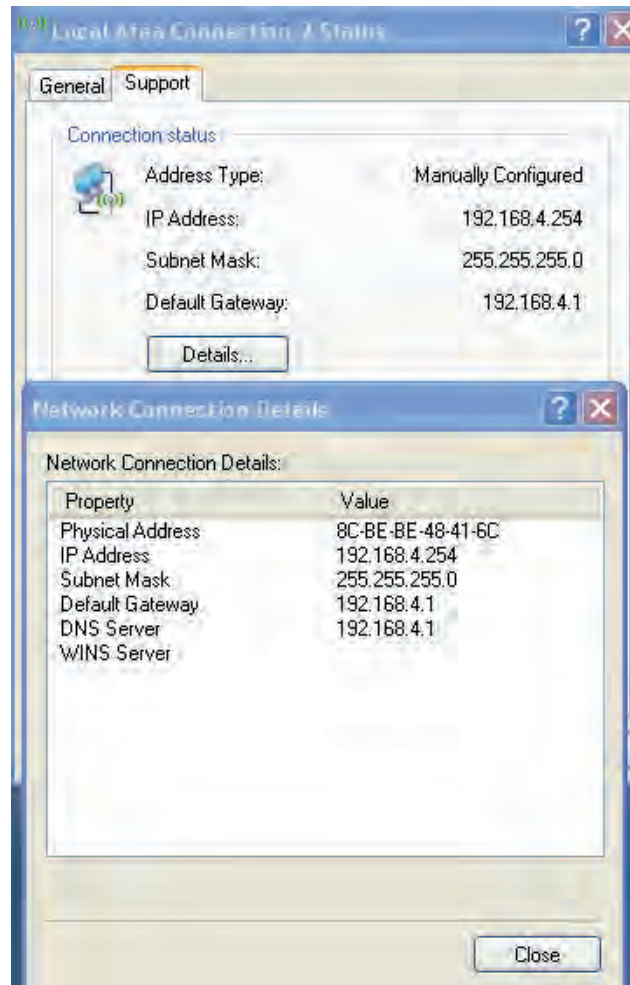 Local Area Connection 2 Status
General Support
Connection status
Address Type: Manually Configured
IP Address: 192.168.4.254
Subnet Mask: 255.255.255.0
Default Gateway: 192.168.4.1
Details...
Network Connection Details
Network Connection Details:
Property Value
Physical Address 8C-BE-BE-48-41-6C
IP Address 192.168.4.254
Subnet Mask 255.255.255.0
Default Gateway 192.168.4.1
DNS Server 192.168.4.1
WINS Server
Close